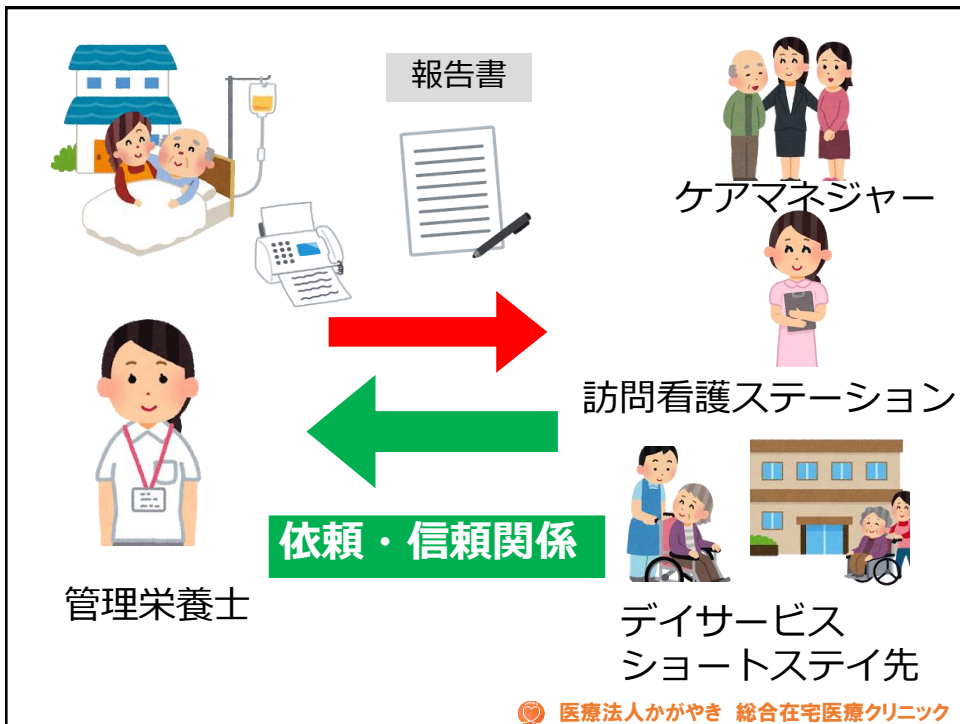 報告書
ケアマネジャー
訪問看護ステーション
依頼・信頼関係
管理栄養士
デイサービス
ショートステイ先
医療法人かがやき 総合在宅医療クリニック